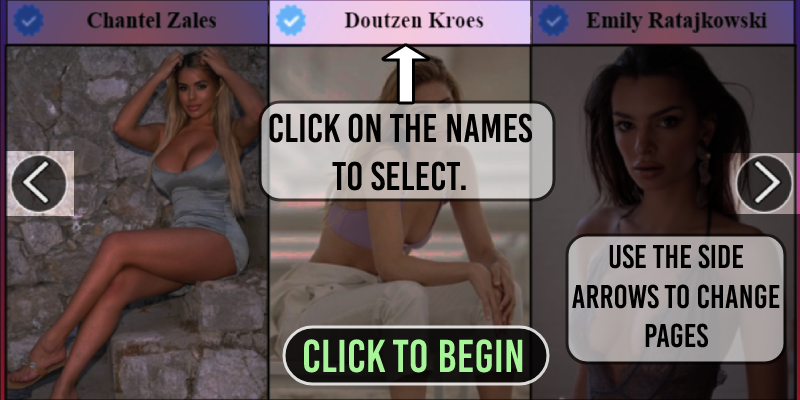 Chantel Zales
Doutzen Kroes
Emily Ratajkowski
CLICK ON THE NAMES
TO SELECT.
USE THE SIDE
ARROWS TO CHANGE
PAGES
CLICK TO BEGIN